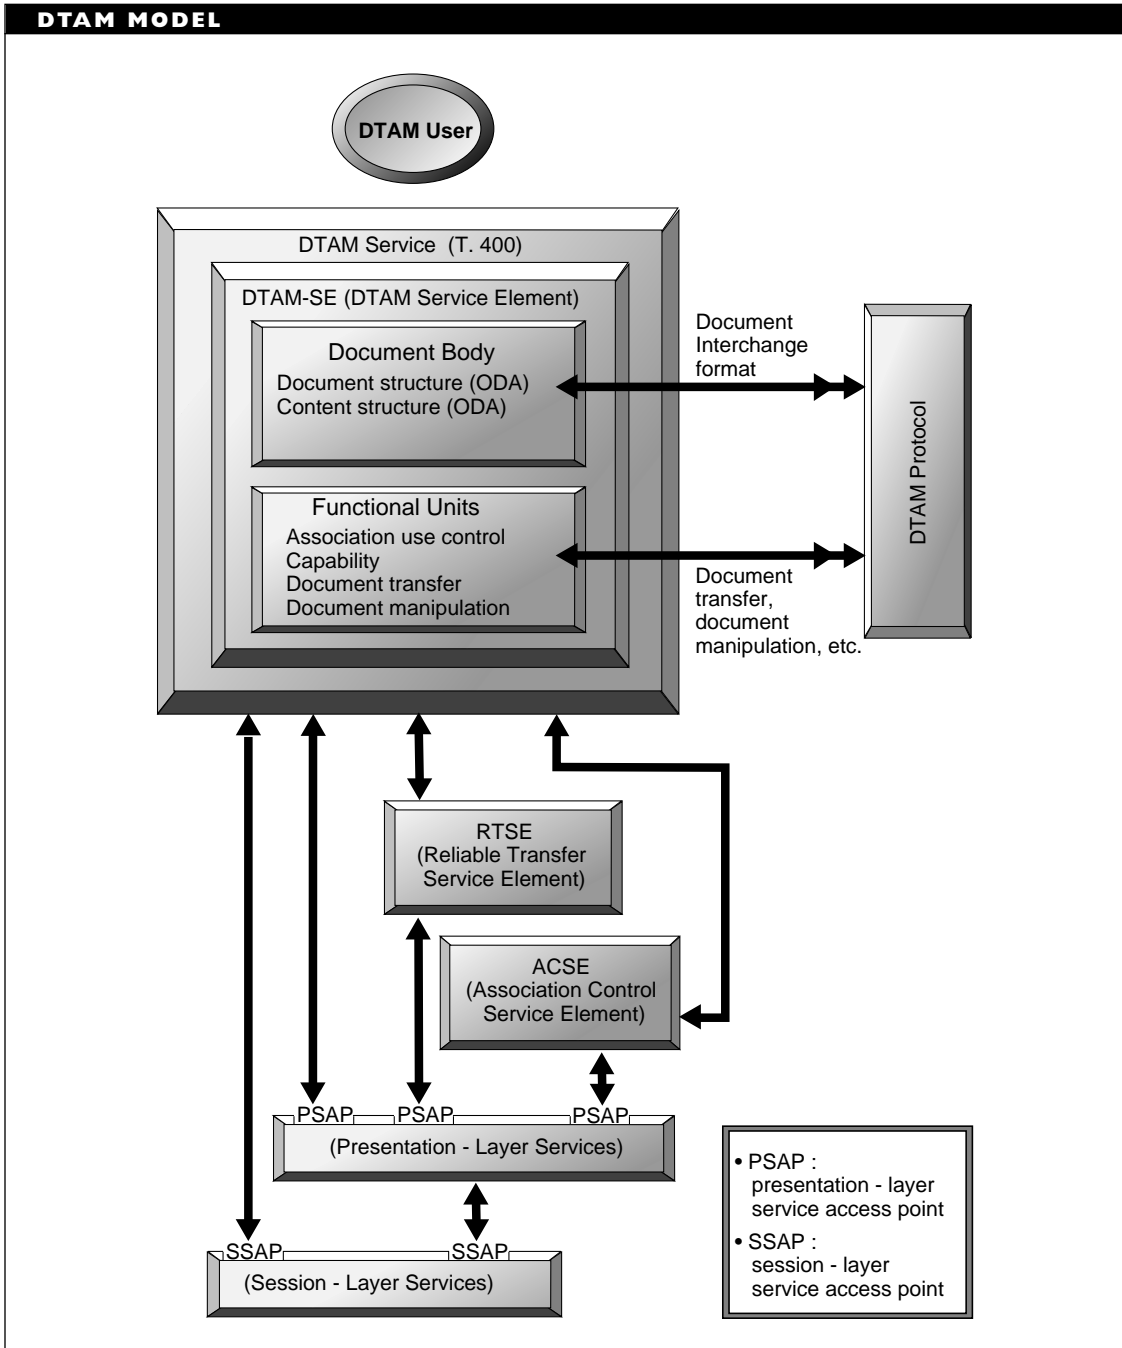 DTAM MODEL
DTAM User
DTAM Service (T. 400)
DTAM-SE (DTAM Service Element)
Document Body
Document structure (ODA)
Content structure (ODA)
Functional Units
Association use control
Capability
Document transfer
Document manipulation
Document
Interchange
format
Document
transfer,
document
manipulation, etc.
DTAM Protocol
RTSE
(Reliable Transfer
Service Element)
ACSE
(Association Control
Service Element)
PSAP PSAP PSAP
(Presentation - Layer Services)
SSAP SSAP
(Session - Layer Services)
• PSAP :
presentation - layer
service access point
• SSAP :
session - layer
service access point